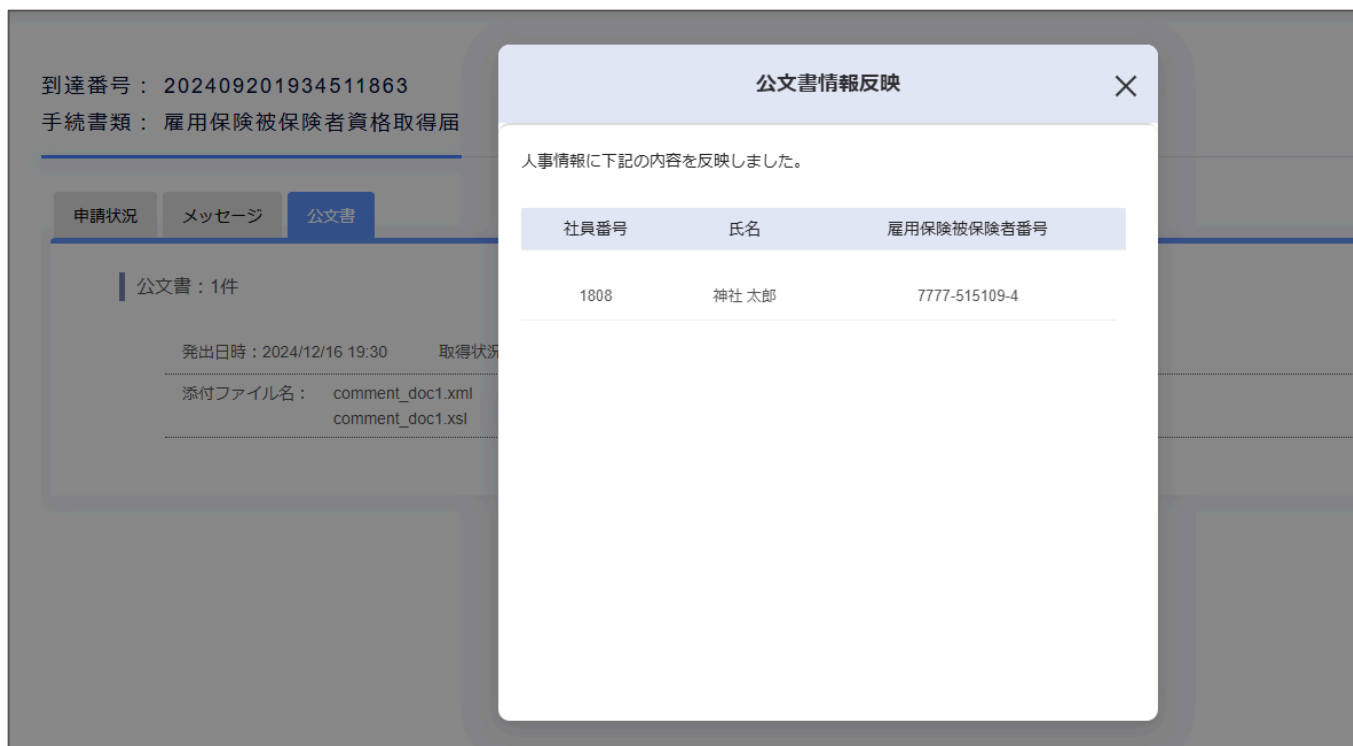 到達番号： 202409201934511863
手続書類： 雇用保険被保険者資格取得届
申請状況 メッセージ 公文書
公文書：1件
発出日時：2024/12/16 19:30 取得状況
添付ファイル名： comment_doc1.xml
comment_doc1.xsl
公文書情報反映
人事情報に下記の内容を反映しました。
社員番号 氏名 雇用保険被保険者番号
1808 神社 太郎 7777-515109-4